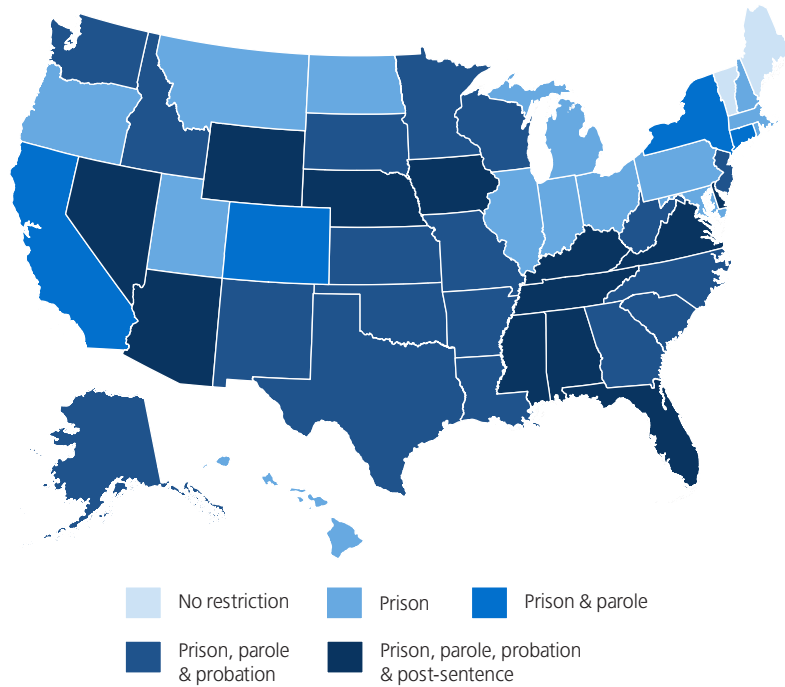 No restriction
Prison
Prison & parole
Prison, parole
& probation
Prison, parole, probation
& post-sentence